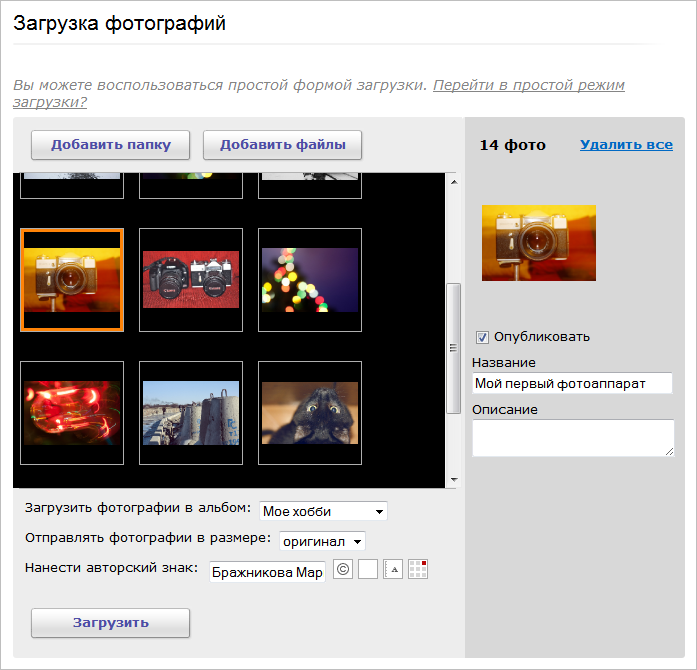 Загрузка фотографий
Вы можете воспользоваться простой формой загрузки. Перейти в простой режим
загрузки?
Добавить папку
Добавить файлы
14 фото
Удалить все
Опубликовать
Название
Мой первый фотоаппарат
Описание
Загрузить фотографии в альбом:
Мое хобби
Отправлять фотографии в размере:
оригинал
Нанести авторский знак:
Бражникова Мар
©
A
Загрузить